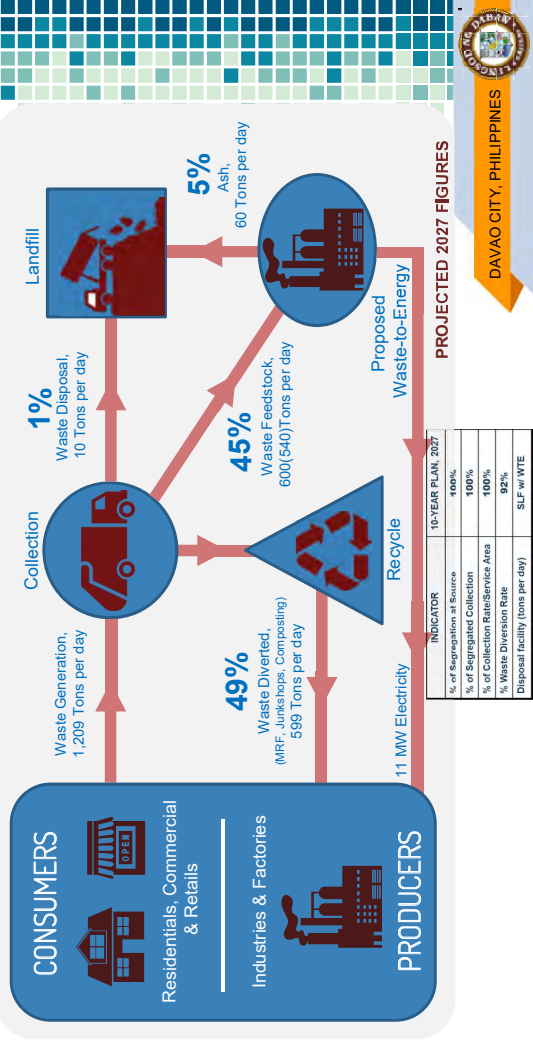 LUNGSOD NG DABAW
DAVAO CITY, PHILIPPINES
CONSUMERS
OPEN
Residentials, Commercial
& Retails
Industries & Factories
PRODUCERS
Waste Generation,
1,209 Tons per day
Collection
1%
Waste Disposal,
10 Tons per day
Landfill
5%
Ash,
60 Tons per day
45%
Waste Feedstock,
600(540)Tons per day
49%
Waste Diverted,
(MRF, Junkshops, Composting)
599 Tons per day
Recycle
Proposed
Waste-to-Energy
11 MW Electricity
PROJECTED 2027 FIGURES
INDICATOR 10-YEAR PLAN, 2027
% of Segregation at Source 100%
% of Segregated Collection 100%
% of Collection Rate/Service Area 100%
% Waste Diversion Rate 92%
Disposal facility (tons per day) SLF w/ WTE